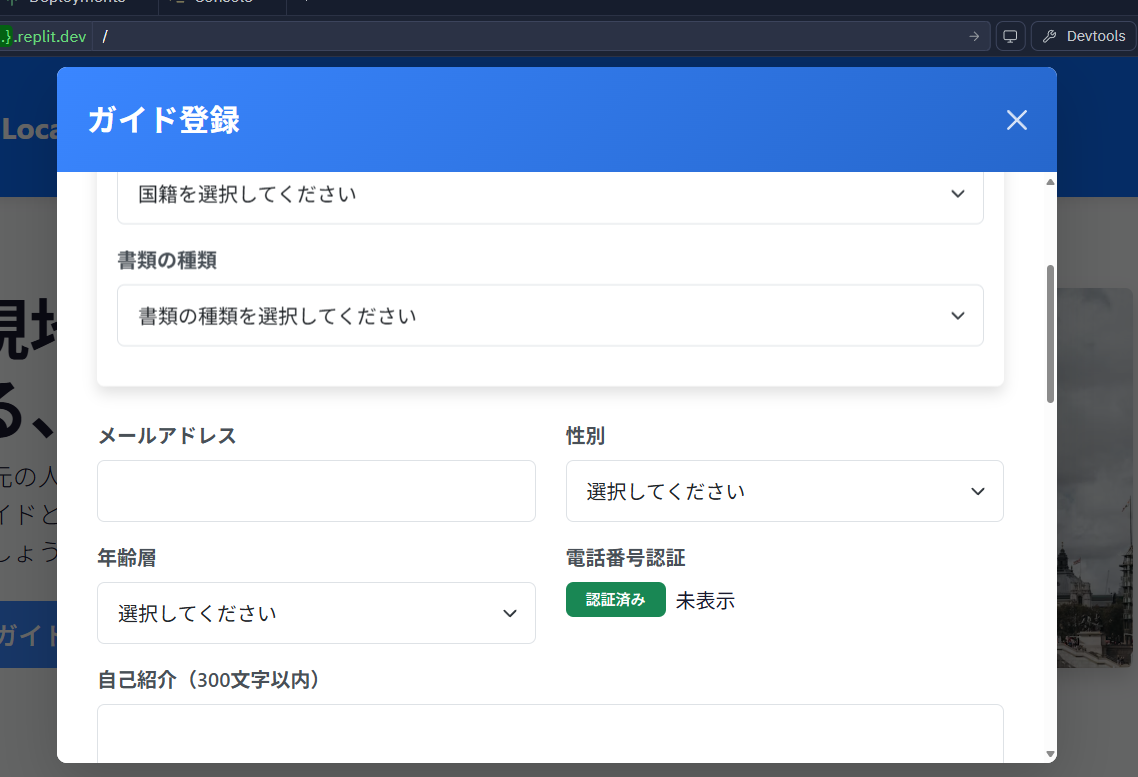 .}.replit.dev /
Devtools
Loca
ガイド登録
国籍を選択してください
書類の種類
書類の種類を選択してください
メールアドレス
性別
選択してください
年齢層
電話番号認証
選択してください
認証済み 未表示
自己紹介（300文字以内）
現地
る、
元の人
イドと
しょう
ガイド